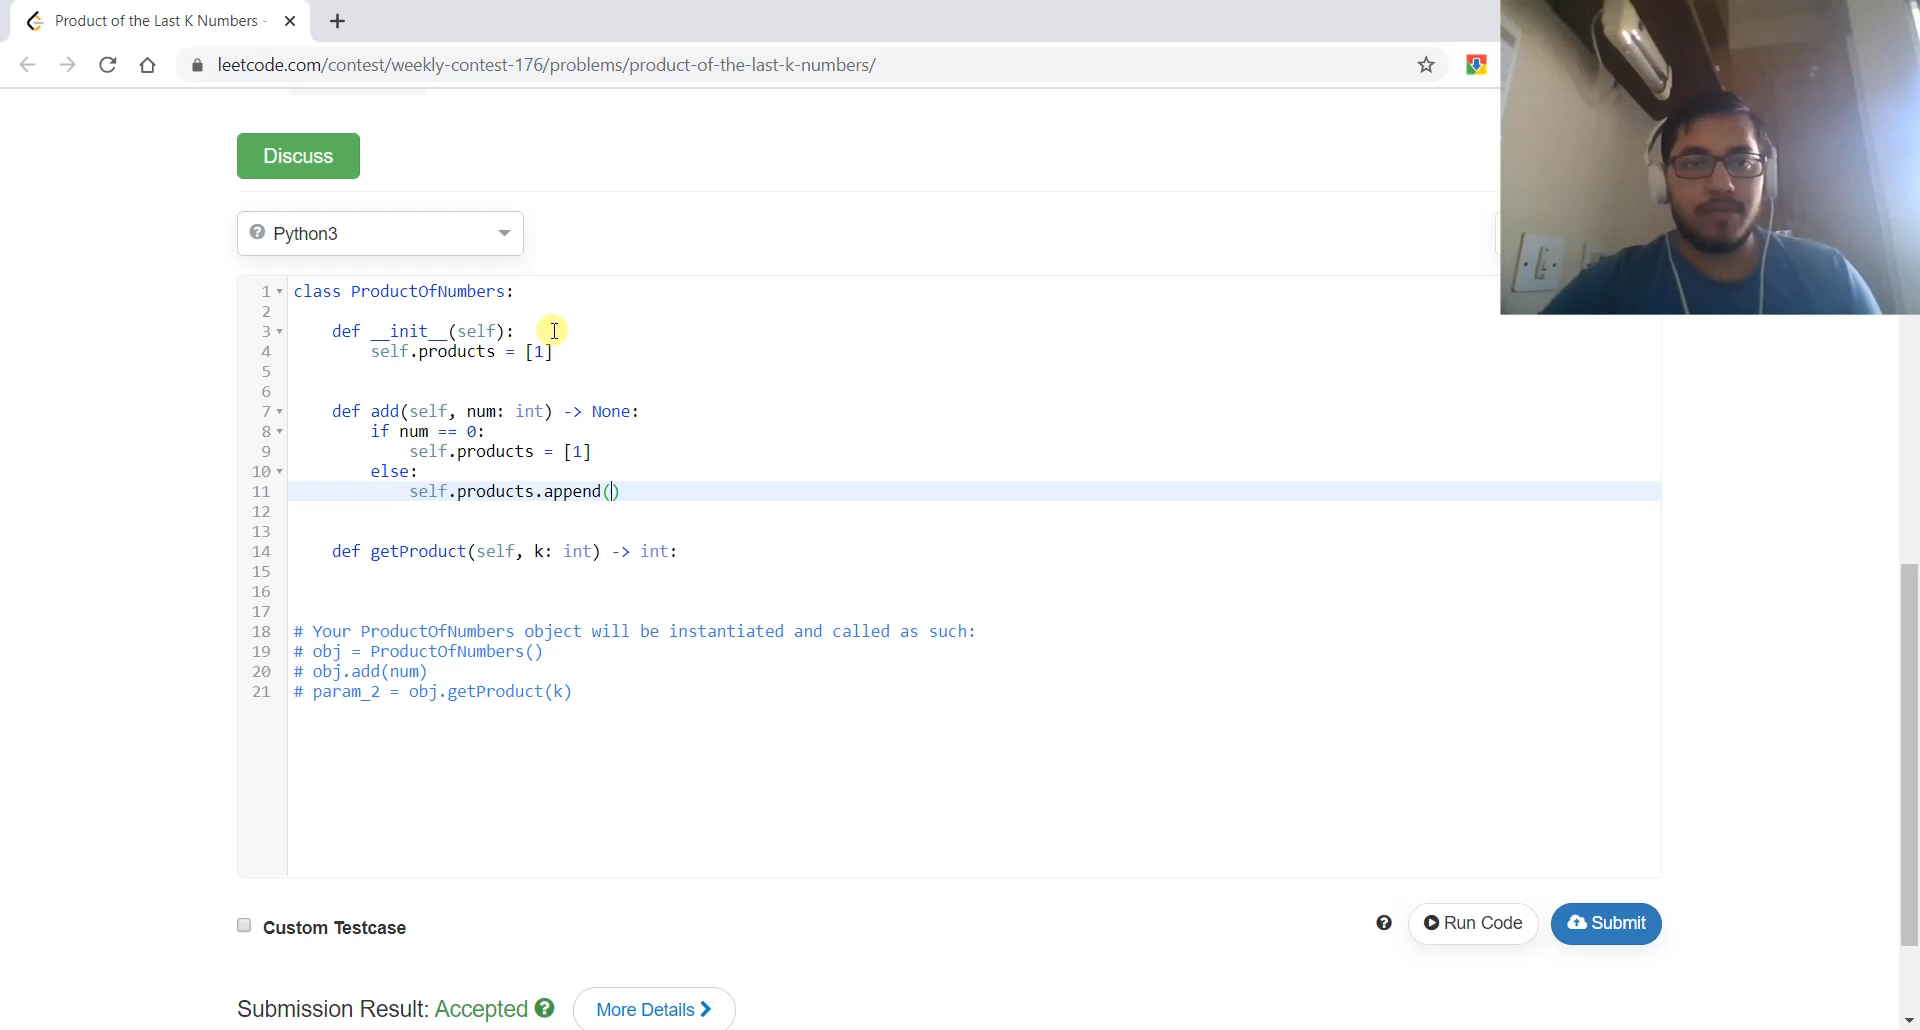 Product of the Last K Numbers -
leetcode.com/contest/weekly-contest-176/problems/product-of-the-last-k-numbers/
Discuss
Python3
1 class ProductOfNumbers:
2
3 def __init__(self):
4 self.products = [1]
5
6
7 def add(self, num: int) -> None:
8 if num == 0:
9 self.products = [1]
10 else:
11 self.products.append()
12
13
14 def getProduct(self, k: int) -> int:
15
16
17
18 # Your ProductOfNumbers object will be instantiated and called as such:
19 # obj = ProductOfNumbers()
20 # obj.add(num)
21 # param_2 = obj.getProduct(k)
Custom Testcase
Run Code
Submit
Submission Result: Accepted
More Details